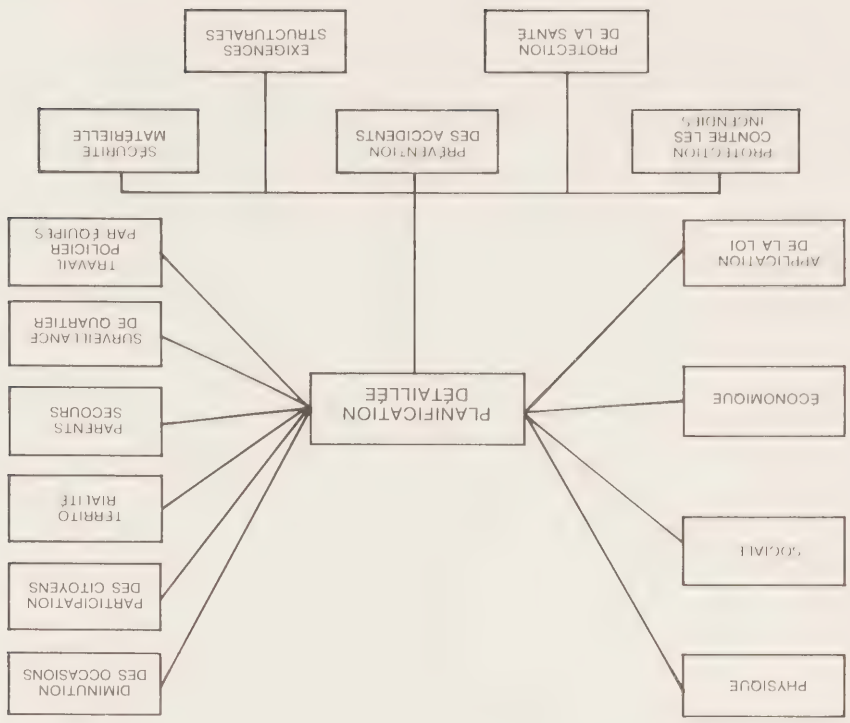 PHYSIQUE
SOCIALE
ÉCONOMIQUE
APPLICATION
DE LA LOI
PLANIFICATION
DÉTAILLÉE
DIMINUTION
DES OCCASIONS
PARTICIPATION
DES CITOYENS
TERRITO
RIALITÉ
PARENTS
SECOURS
SURVEILLANCE
DE QUARTIER
TRAVAIL
POLICIER
PAR ÉQUIPES
PROTECTION
CONTRE LES
INCENDIES
PRÉVENTION
DES ACCIDENTS
SÉCURITÉ
MATÉRIELLE
PROTECTION
DE LA SANTÉ
EXIGENCES
STRUCTURALES